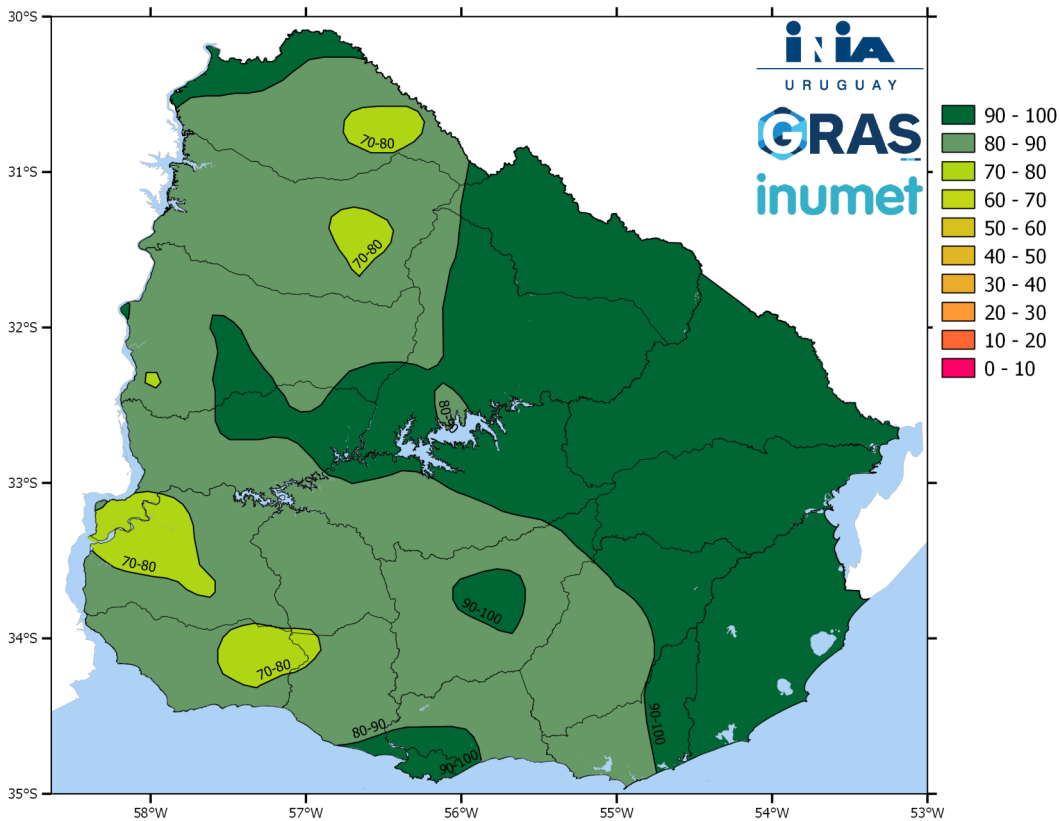 30°S
31°S
32°S
33°S
34°S
35°S
58°W
57°W
56°W
55°W
54°W
53°W
iNiA
URUGUAY
GRAS
inumet
90 - 100
80 - 90
70 - 80
60 - 70
50 - 60
40 - 50
30 - 40
20 - 30
10 - 20
0 - 10
70-80
70-80
80-90
70-80
90-100
70-80
80-90
90-100
90-100